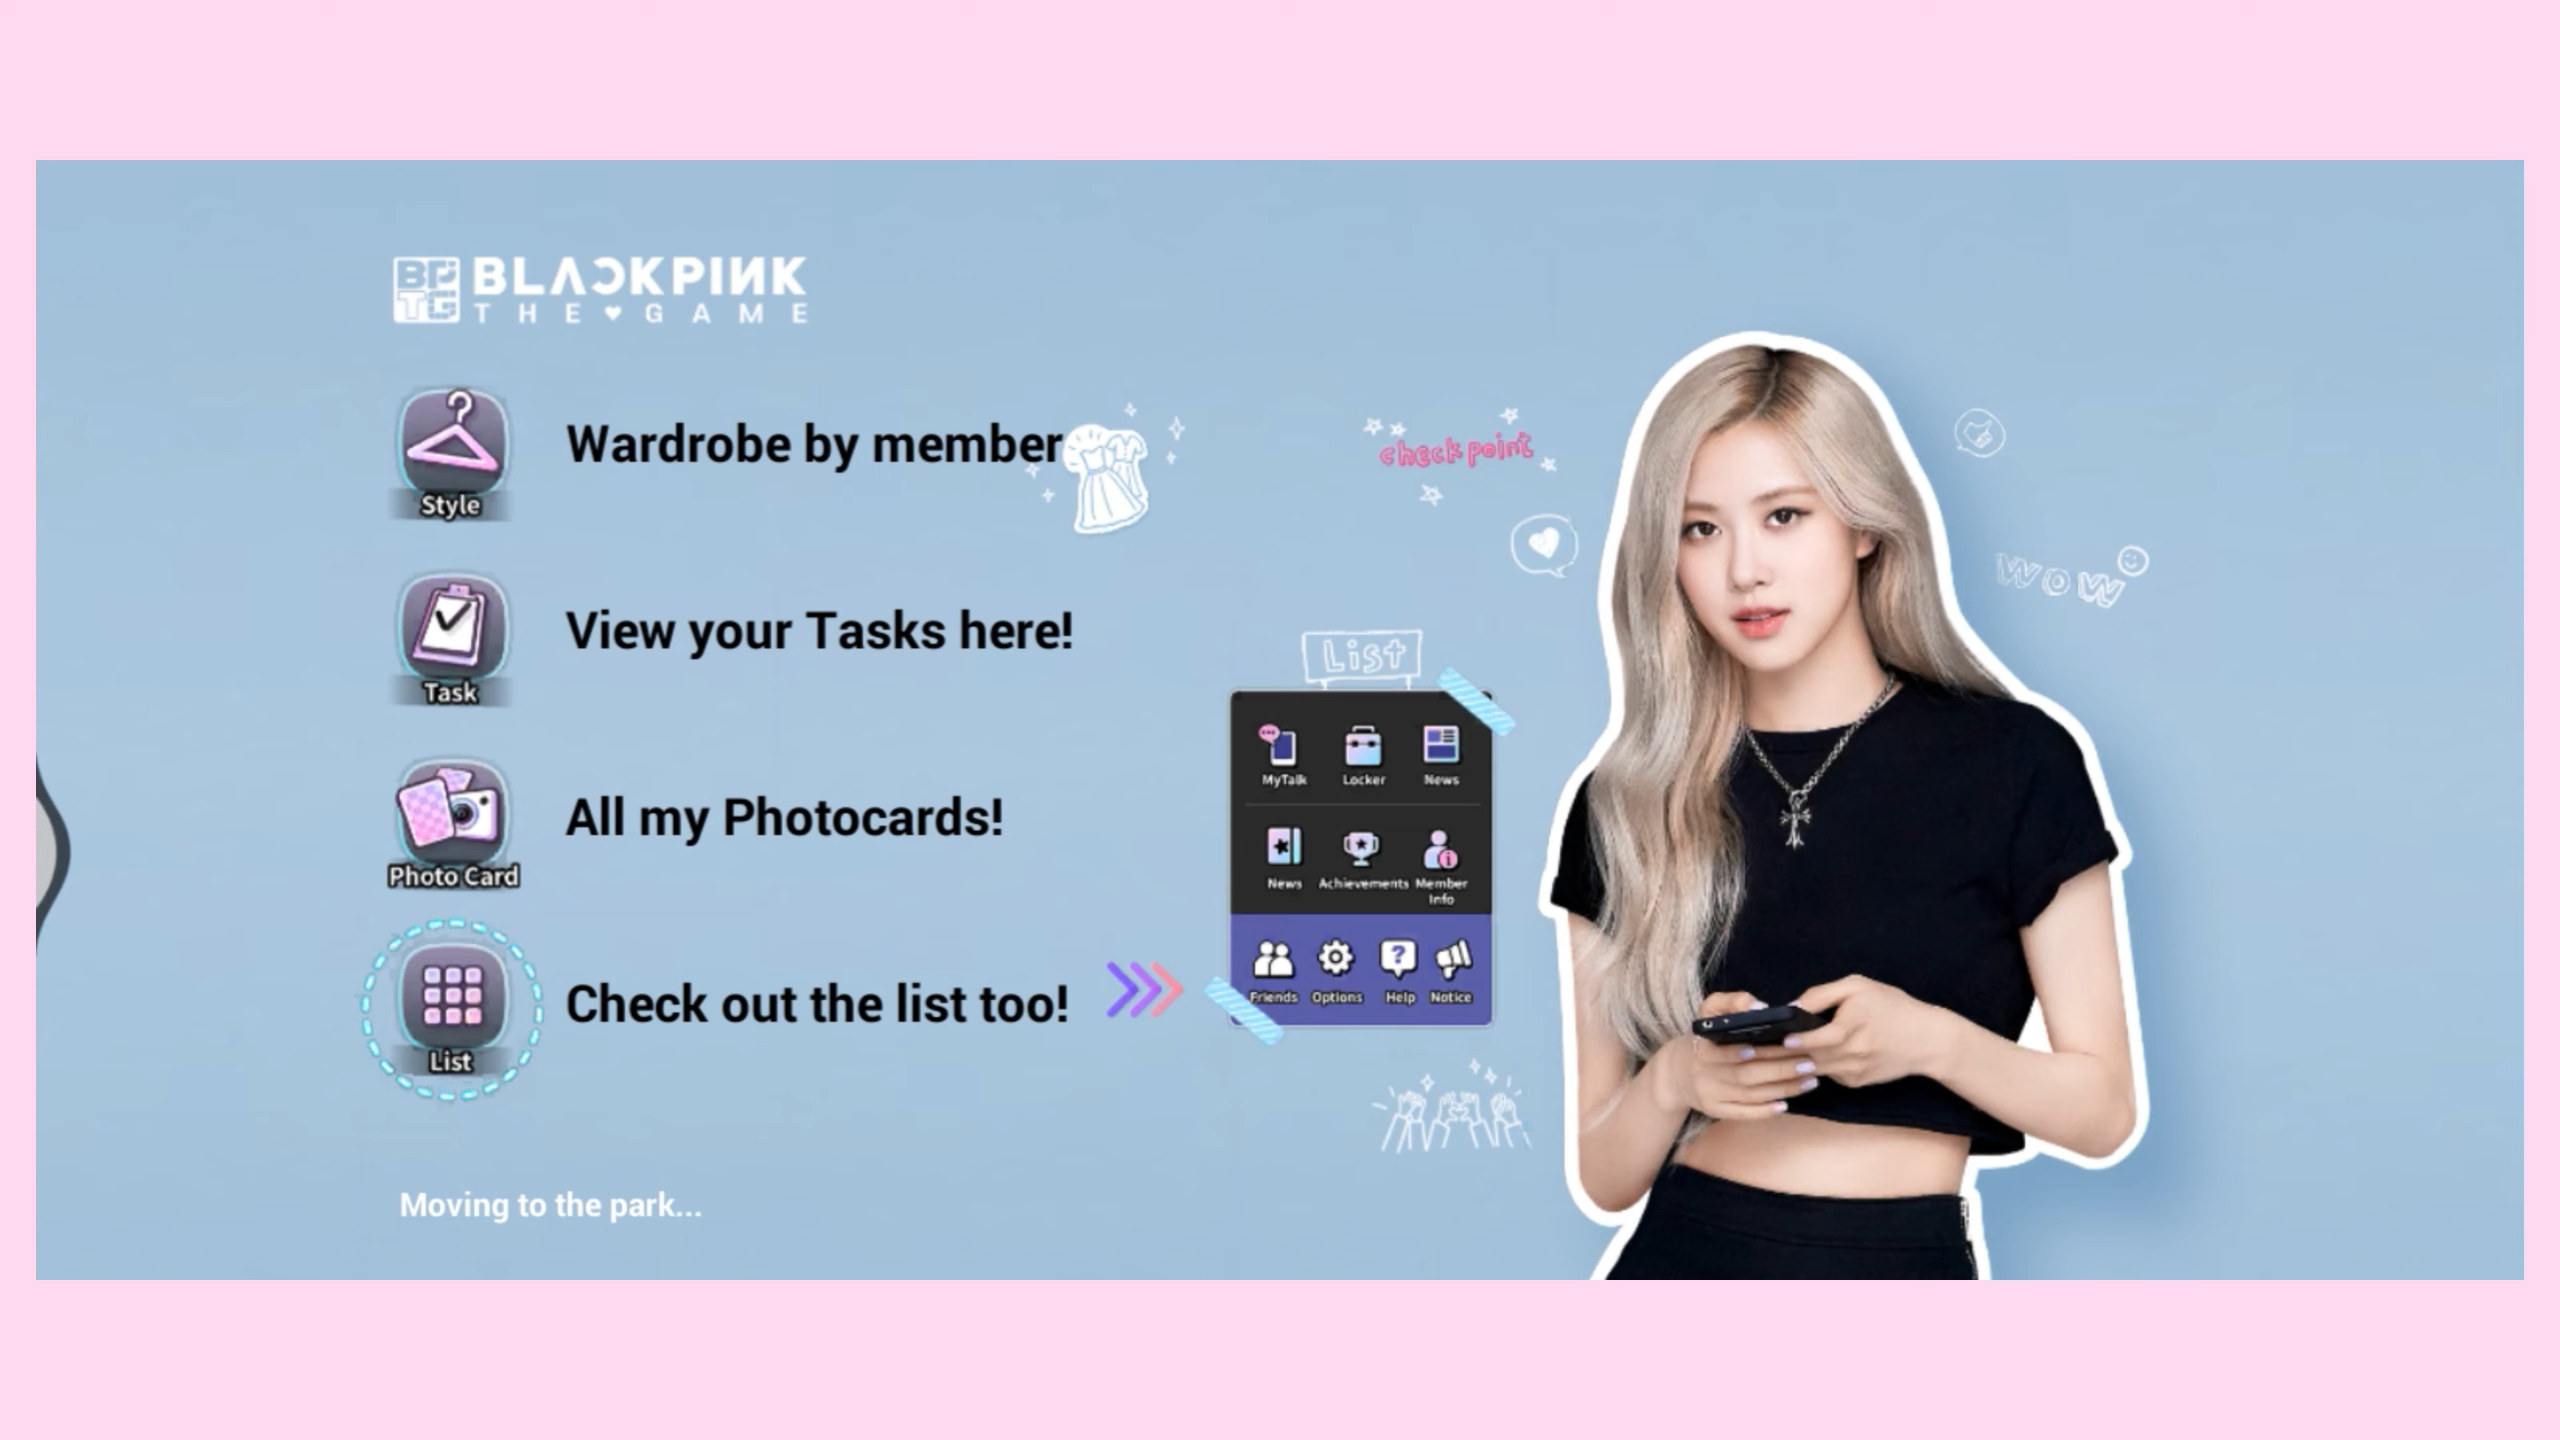 BPTG BLACKPINK
THE GAME
Wardrobe by member
Style
View your Tasks here!
Task
All my Photocards!
Photo Card
Check out the list too!
List
Moving to the park...
check point
wow
List
MyTalk Locker News
News Achievements Member
Info
Friends Options Help Notice